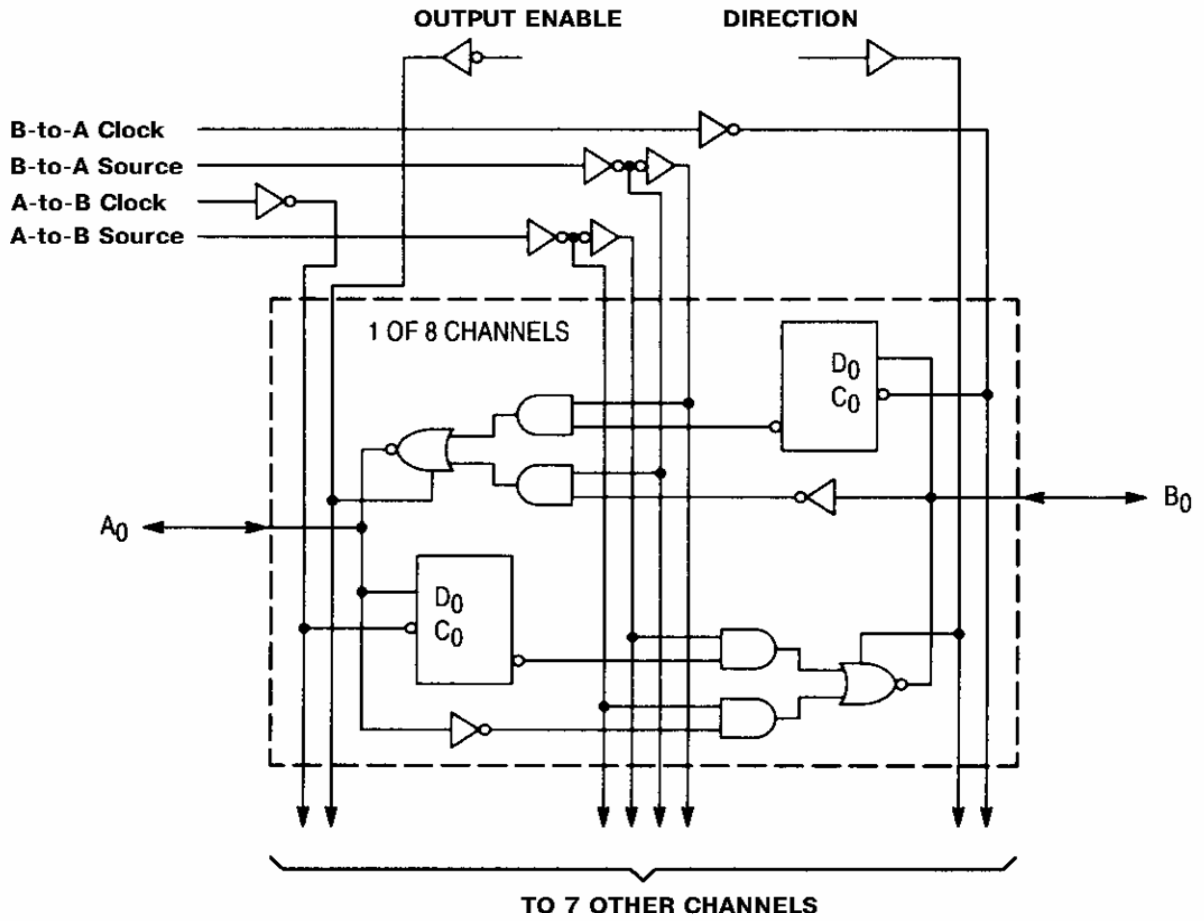 OUTPUT ENABLE
DIRECTION
B-to-A Clock
B-to-A Source
A-to-B Clock
A-to-B Source
1 OF 8 CHANNELS
D0
C0
A0
B0
D0
C0
TO 7 OTHER CHANNELS